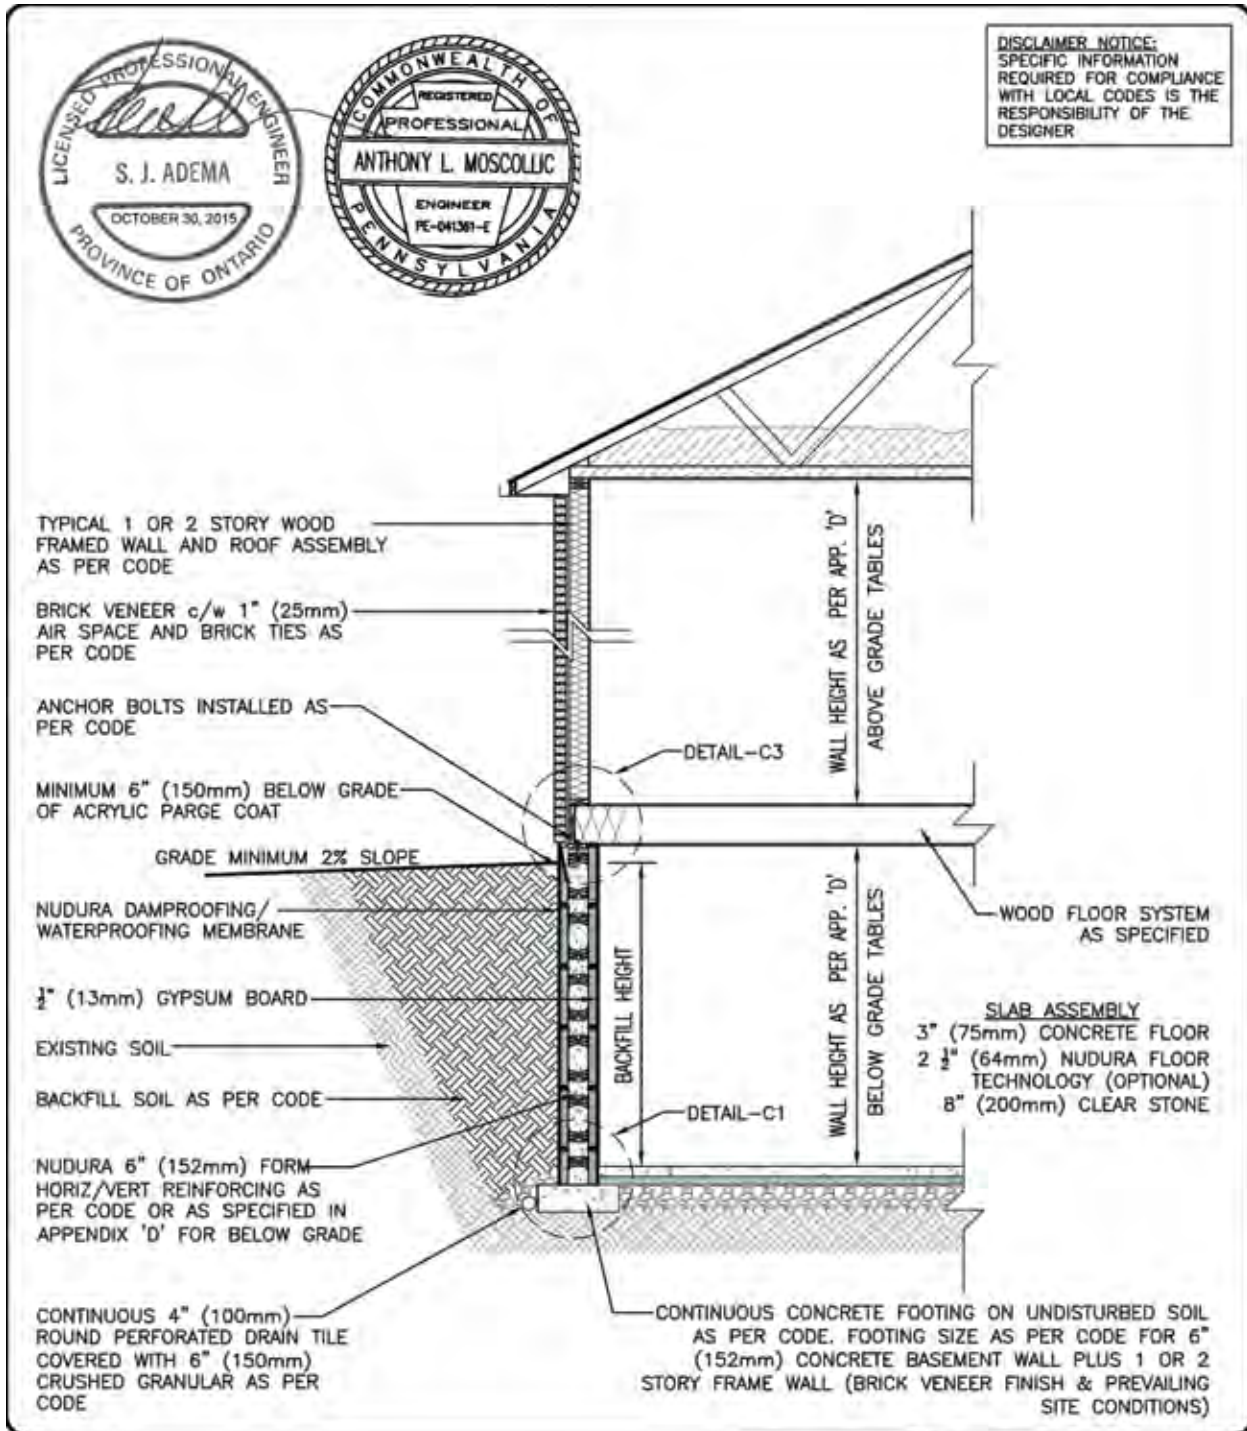 LICENSED PROFESSIONAL ENGINEER
S. J. ADEMA
OCTOBER 30, 2015
PROVINCE OF ONTARIO
COMMONWEALTH OF
REGISTERED
PROFESSIONAL
ANTHONY L. MOSCOLLIC
ENGINEER
PE-041361-E
PENNSYLVANIA
DISCLAIMER NOTICE:
SPECIFIC INFORMATION
REQUIRED FOR COMPLIANCE
WITH LOCAL CODES IS THE
RESPONSIBILITY OF THE
DESIGNER
TYPICAL 1 OR 2 STORY WOOD
FRAMED WALL AND ROOF ASSEMBLY
AS PER CODE
BRICK VENEER c/w 1" (25mm)
AIR SPACE AND BRICK TIES AS
PER CODE
ANCHOR BOLTS INSTALLED AS
PER CODE
MINIMUM 6" (150mm) BELOW GRADE
OF ACRYLIC PARGE COAT
GRADE MINIMUM 2% SLOPE
NUDURA DAMPROOFING/
WATERPROOFING MEMBRANE
½" (13mm) GYPSUM BOARD
EXISTING SOIL
BACKFILL SOIL AS PER CODE
NUDURA 6" (152mm) FORM
HORIZ/VERT REINFORCING AS
PER CODE OR AS SPECIFIED IN
APPENDIX 'D' FOR BELOW GRADE
CONTINUOUS 4" (100mm)
ROUND PERFORATED DRAIN TILE
COVERED WITH 6" (150mm)
CRUSHED GRANULAR AS PER
CODE
WALL HEIGHT AS PER APP. 'D'
ABOVE GRADE TABLES
DETAIL-C3
BACKFILL HEIGHT
WALL HEIGHT AS PER APP. 'D'
BELOW GRADE TABLES
DETAIL-C1
WOOD FLOOR SYSTEM
AS SPECIFIED
SLAB ASSEMBLY
3" (75mm) CONCRETE FLOOR
2 ½" (64mm) NUDURA FLOOR
TECHNOLOGY (OPTIONAL)
8" (200mm) CLEAR STONE
CONTINUOUS CONCRETE FOOTING ON UNDISTURBED SOIL
AS PER CODE. FOOTING SIZE AS PER CODE FOR 6"
(152mm) CONCRETE BASEMENT WALL PLUS 1 OR 2
STORY FRAME WALL (BRICK VENEER FINISH & PREVAILING
SITE CONDITIONS)